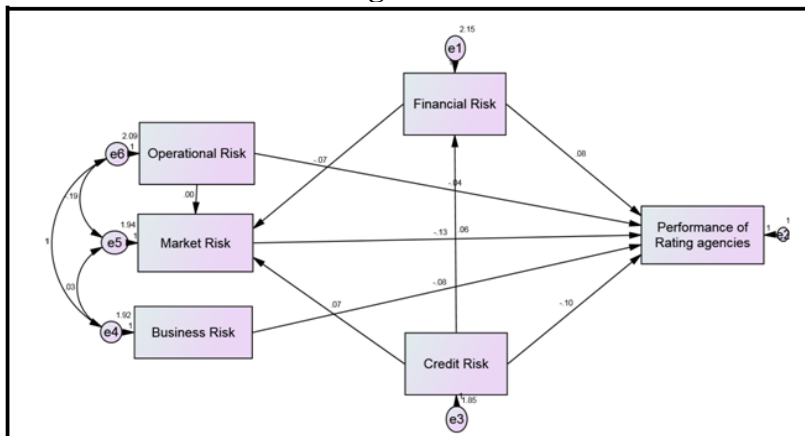 2.15
e1
Financial Risk
2.09
1
e6
Operational Risk
-.07
.08
-.04
.00
-.19
1.94
1
e5
Market Risk
-.13
.06
Performance of
Rating agencies
1
1
e2
1
.03
-.08
1.92
1
e4
Business Risk
.07
-.10
Credit Risk
1.85
e3